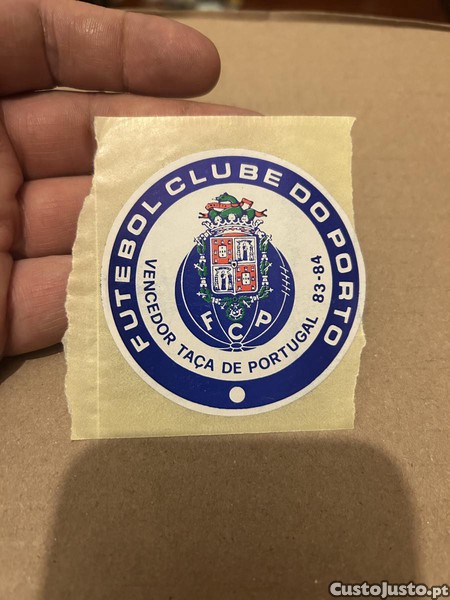 FUTEBOL CLUBE DO PORTO
FCP
VENCEDOR TAÇA DE PORTUGAL 83-84
CustoJusto.pt